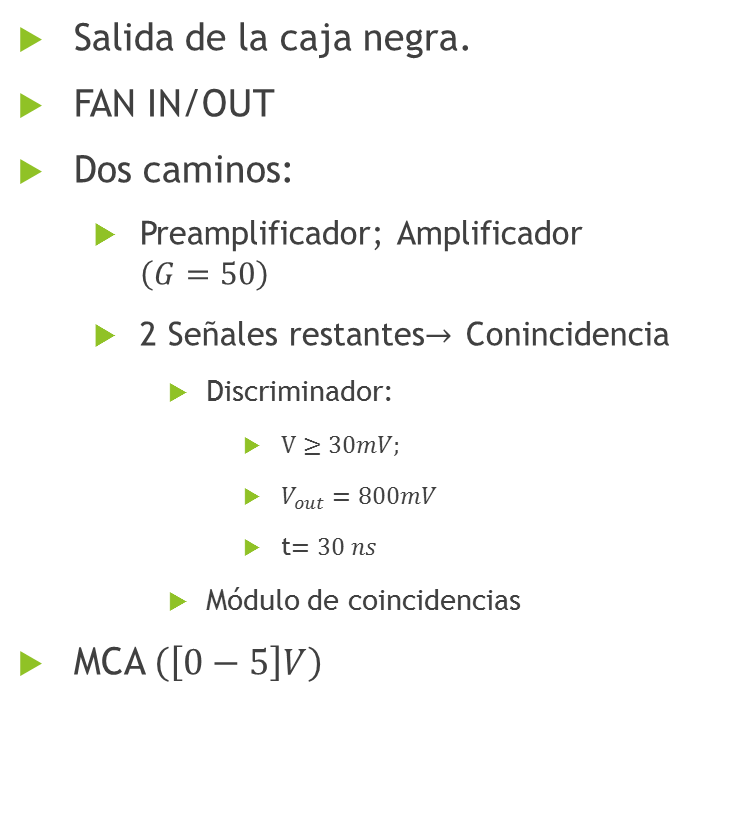 Salida de la caja negra.
FAN IN/OUT
Dos caminos:
Preamplificador; Amplificador
(G = 50)
2 Señales restantes→ Conincidencia
Discriminador:
V ≥ 30mV;
V_out = 800mV
t= 30 ns
Módulo de coincidencias
MCA ([0 − 5]V)